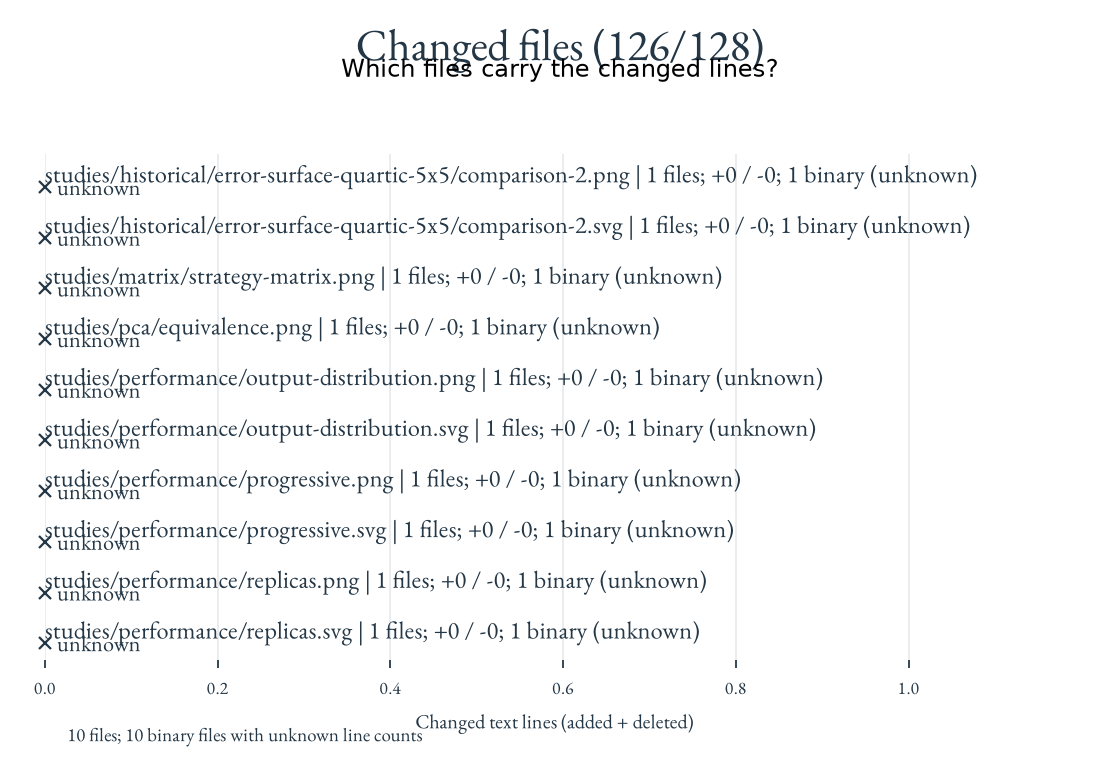 Changed files (126/128)
Which files carry the changed lines?
studies/historical/error-surface-quartic-5x5/comparison-2.png | 1 files; +0 / -0; 1 binary (unknown)
unknown
studies/historical/error-surface-quartic-5x5/comparison-2.svg | 1 files; +0 / -0; 1 binary (unknown)
unknown
studies/matrix/strategy-matrix.png | 1 files; +0 / -0; 1 binary (unknown)
unknown
studies/pca/equivalence.png | 1 files; +0 / -0; 1 binary (unknown)
unknown
studies/performance/output-distribution.png | 1 files; +0 / -0; 1 binary (unknown)
unknown
studies/performance/output-distribution.svg | 1 files; +0 / -0; 1 binary (unknown)
unknown
studies/performance/progressive.png | 1 files; +0 / -0; 1 binary (unknown)
unknown
studies/performance/progressive.svg | 1 files; +0 / -0; 1 binary (unknown)
unknown
studies/performance/replicas.png | 1 files; +0 / -0; 1 binary (unknown)
unknown
studies/performance/replicas.svg | 1 files; +0 / -0; 1 binary (unknown)
unknown
0.0 0.2 0.4 0.6 0.8 1.0
Changed text lines (added + deleted)
10 files; 10 binary files with unknown line counts